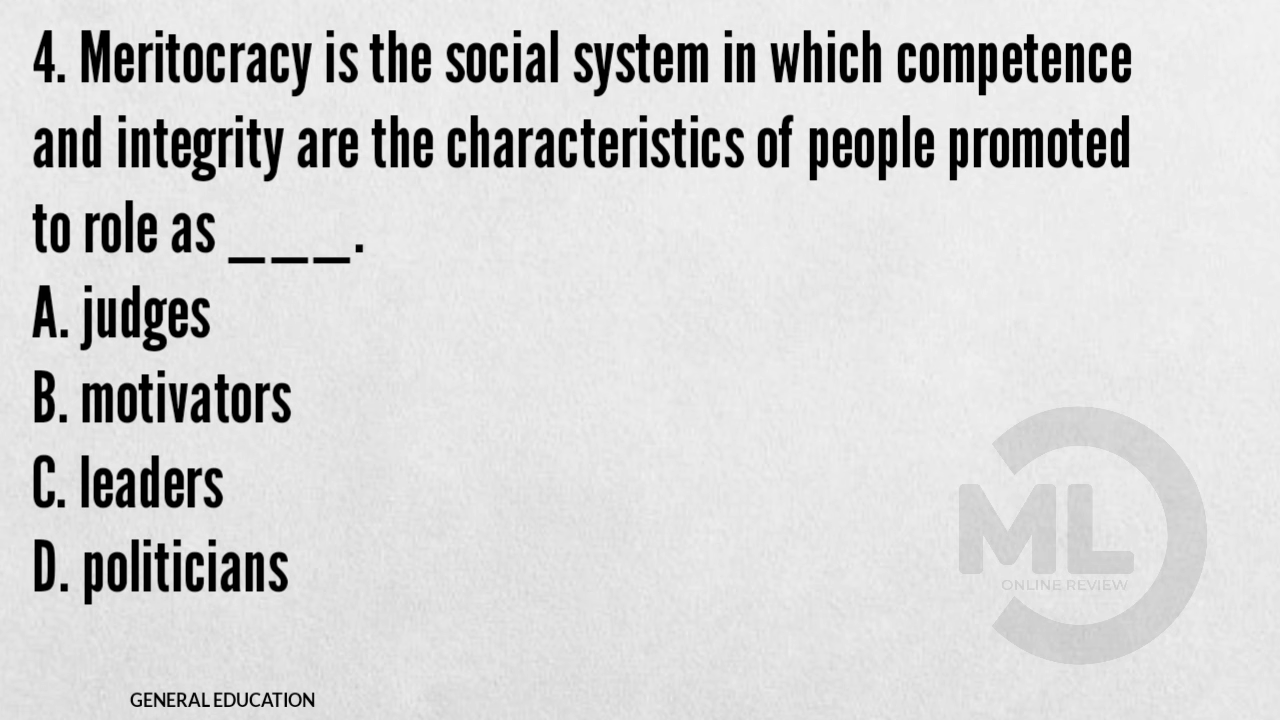 4. Meritocracy is the social system in which competence
and integrity are the characteristics of people promoted
to role as ___.
A. judges
B. motivators
C. leaders
D. politicians
ML
ONLINE REVIEW
GENERAL EDUCATION